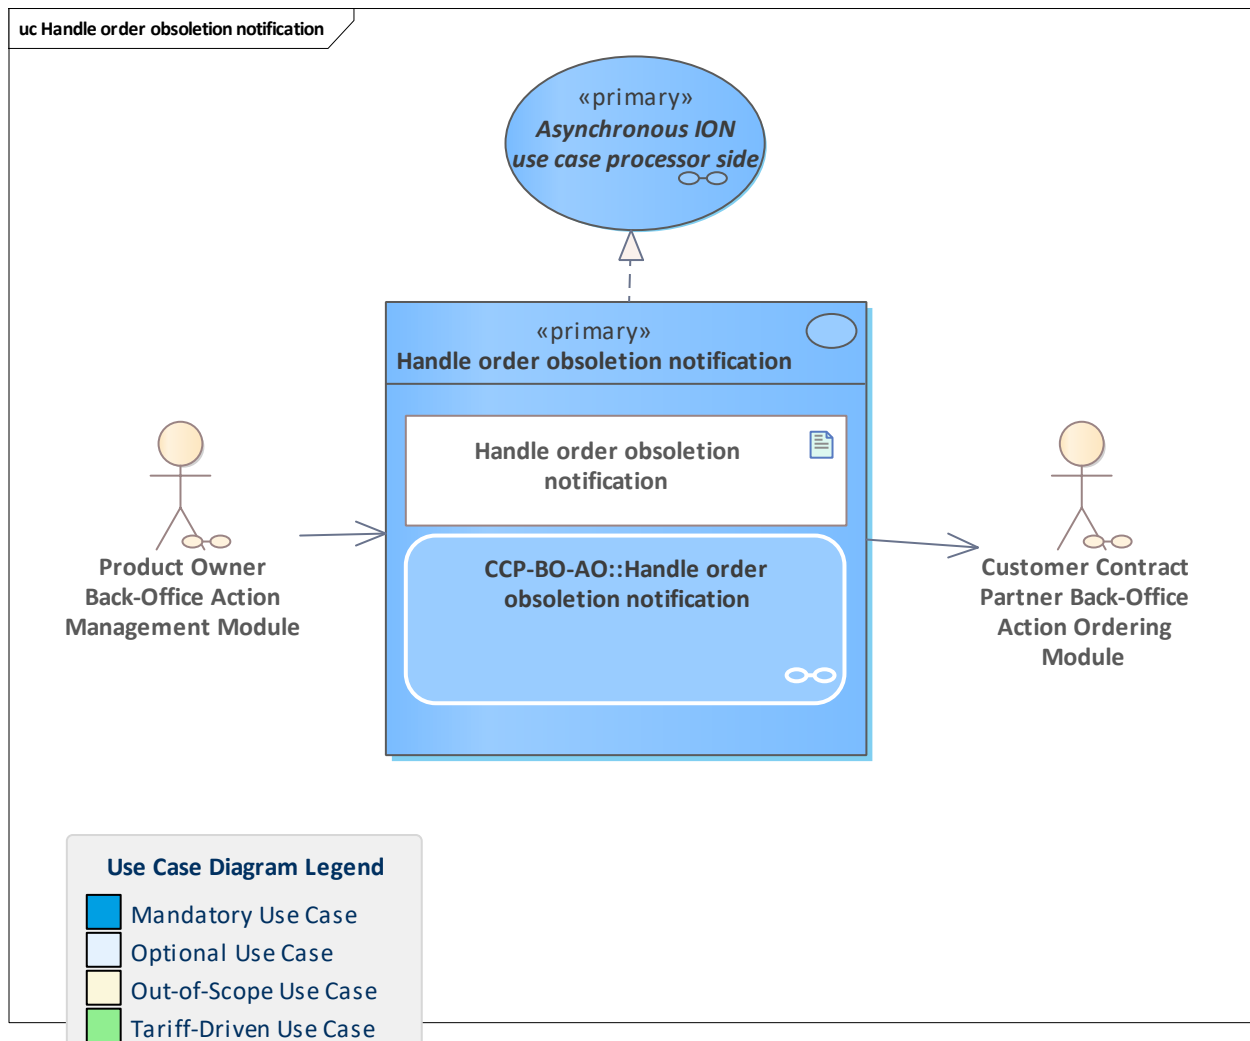 uc Handle order obsoletion notification
«primary»
Asynchronous ION
use case processor side
«primary»
Handle order obsoletion notification
Handle order obsoletion
notification
CCP-BO-AO::Handle order
obsoletion notification
Product Owner
Back-Office Action
Management Module
Customer Contract
Partner Back-Office
Action Ordering
Module
Use Case Diagram Legend
Mandatory Use Case
Optional Use Case
Out-of-Scope Use Case
Tariff-Driven Use Case